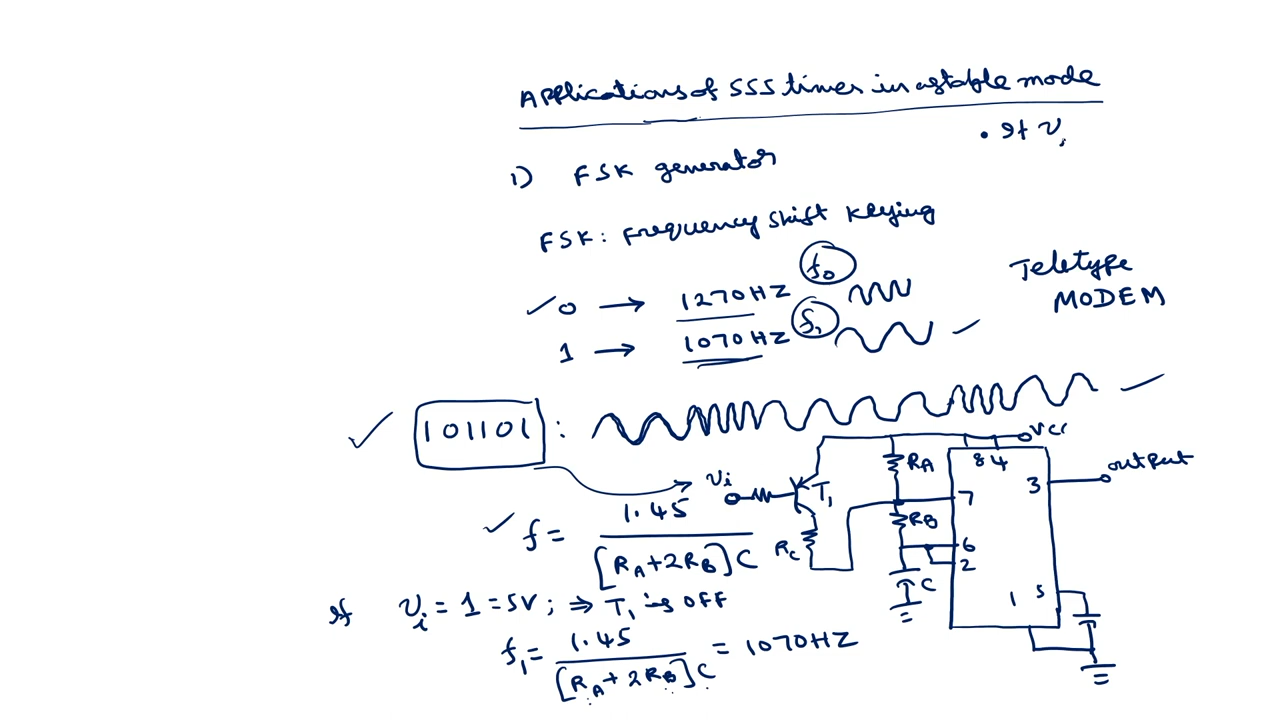 Applications of 555 timer in astable mode
• If Vi
1) FSK generator
FSK: Frequency Shift Keying
0 → 1270HZ f0
1 → 1070HZ f1
Teletype
MODEM
101101 :
Vcc
RA 8 4
output
3
Vi
T1
7
RB
RC
6
2
C
1 5
f = 1.45 / [RA+2RB]C
If Vi = 1 = 5V; ⇒ T1 is OFF
f1 = 1.45 / [RA+2RB]C = 1070HZ